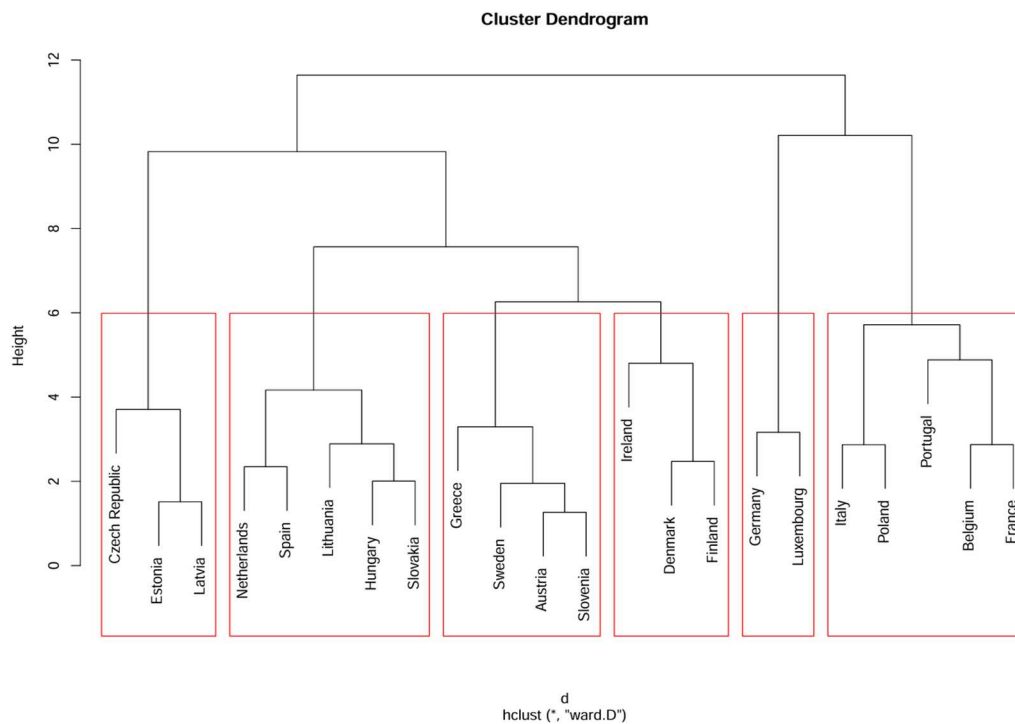 Cluster Dendrogram
Height
0
2
4
6
8
10
12
Czech Republic
Estonia
Latvia
Netherlands
Spain
Lithuania
Hungary
Slovakia
Greece
Sweden
Austria
Slovenia
Ireland
Denmark
Finland
Germany
Luxembourg
Italy
Poland
Portugal
Belgium
France
d
hclust (*, "ward.D")